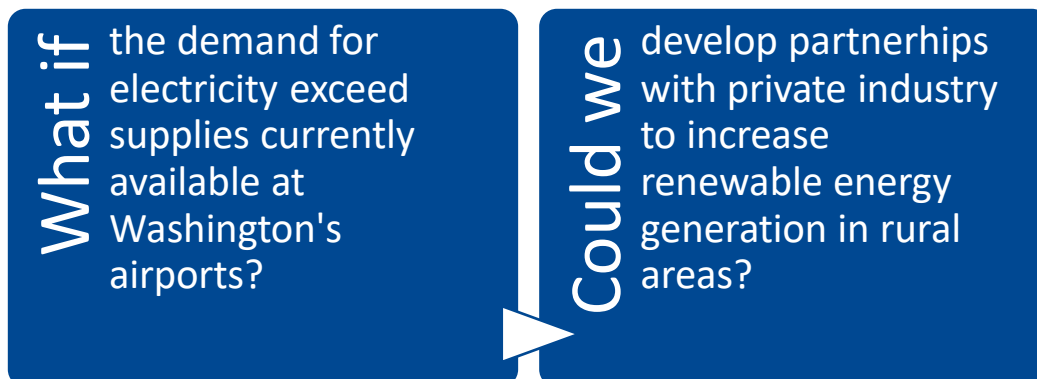 What if
the demand for
electricity exceed
supplies currently
available at
Washington's
airports?
Could we
develop partnerhips
with private industry
to increase
renewable energy
generation in rural
areas?